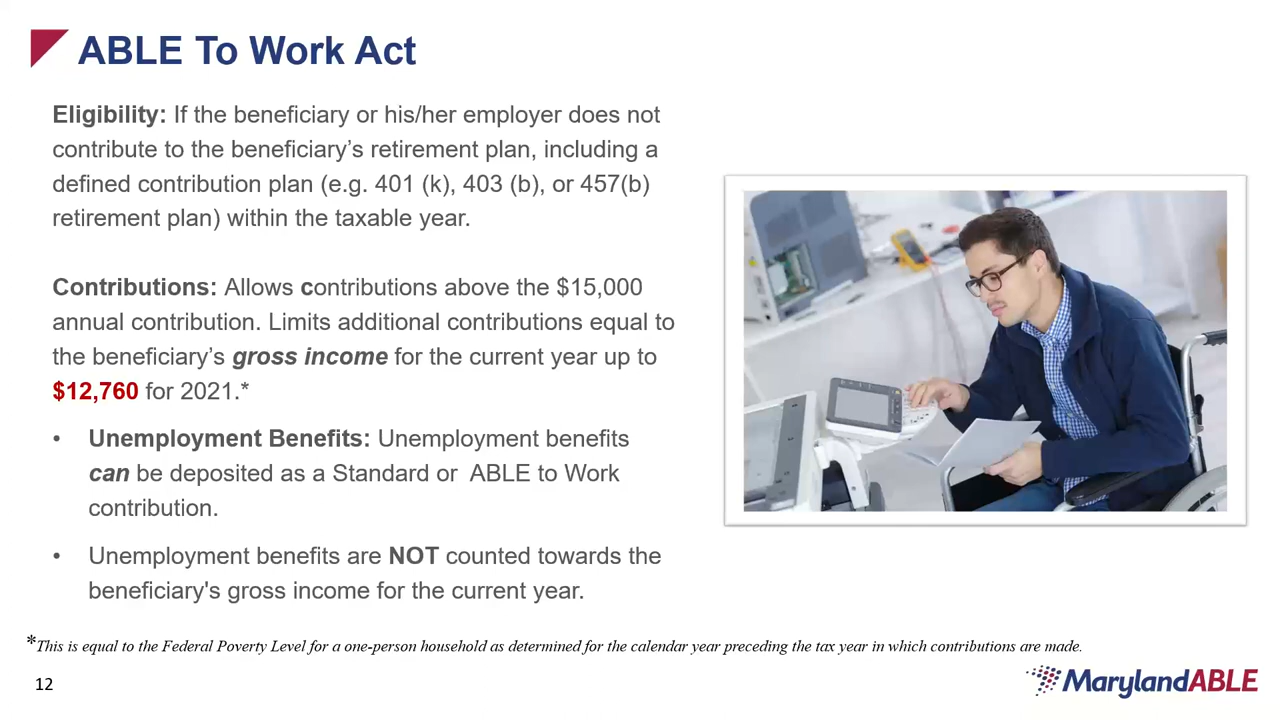 ABLE To Work Act
Eligibility: If the beneficiary or his/her employer does not
contribute to the beneficiary’s retirement plan, including a
defined contribution plan (e.g. 401 (k), 403 (b), or 457(b)
retirement plan) within the taxable year.
Contributions: Allows contributions above the $15,000
annual contribution. Limits additional contributions equal to
the beneficiary’s gross income for the current year up to
$12,760 for 2021.*
• Unemployment Benefits: Unemployment benefits
can be deposited as a Standard or  ABLE to Work
contribution.
• Unemployment benefits are NOT counted towards the
beneficiary's gross income for the current year.
*This is equal to the Federal Poverty Level for a one-person household as determined for the calendar year preceding the tax year in which contributions are made.
12
MarylandABLE